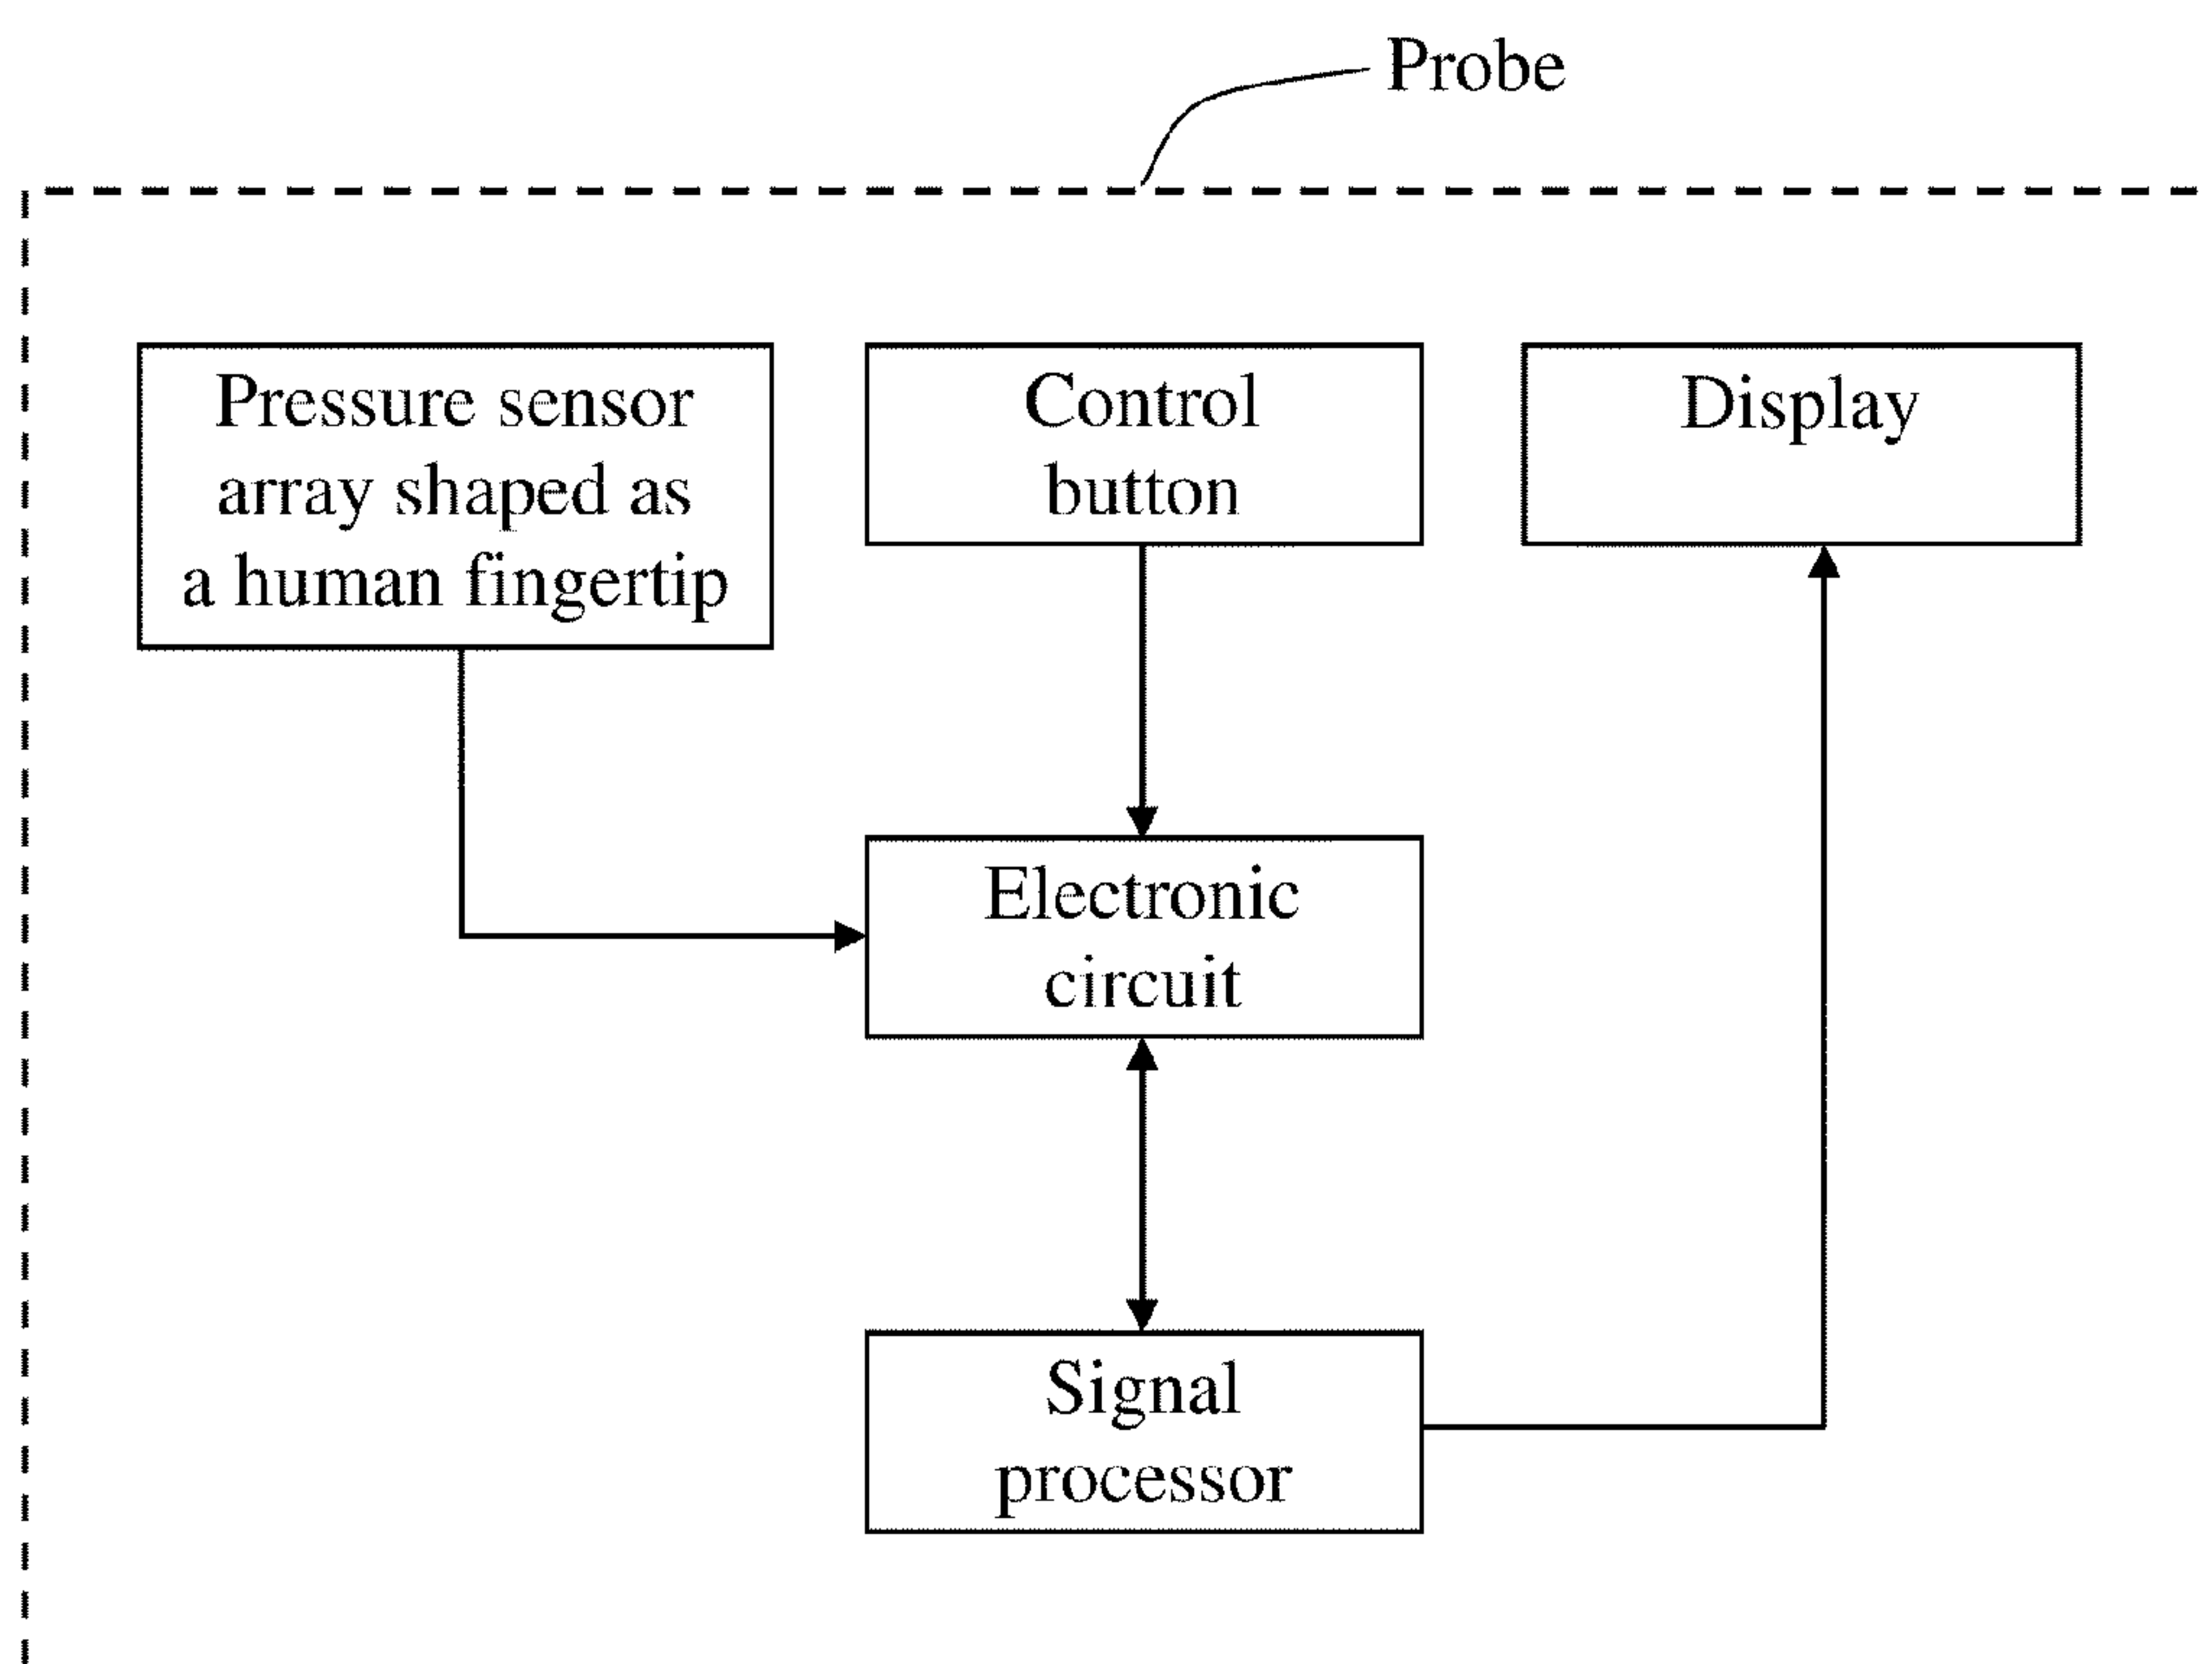 Probe
Pressure sensor
array shaped as
a human fingertip
Control
button
Display
Electronic
circuit
Signal
processor